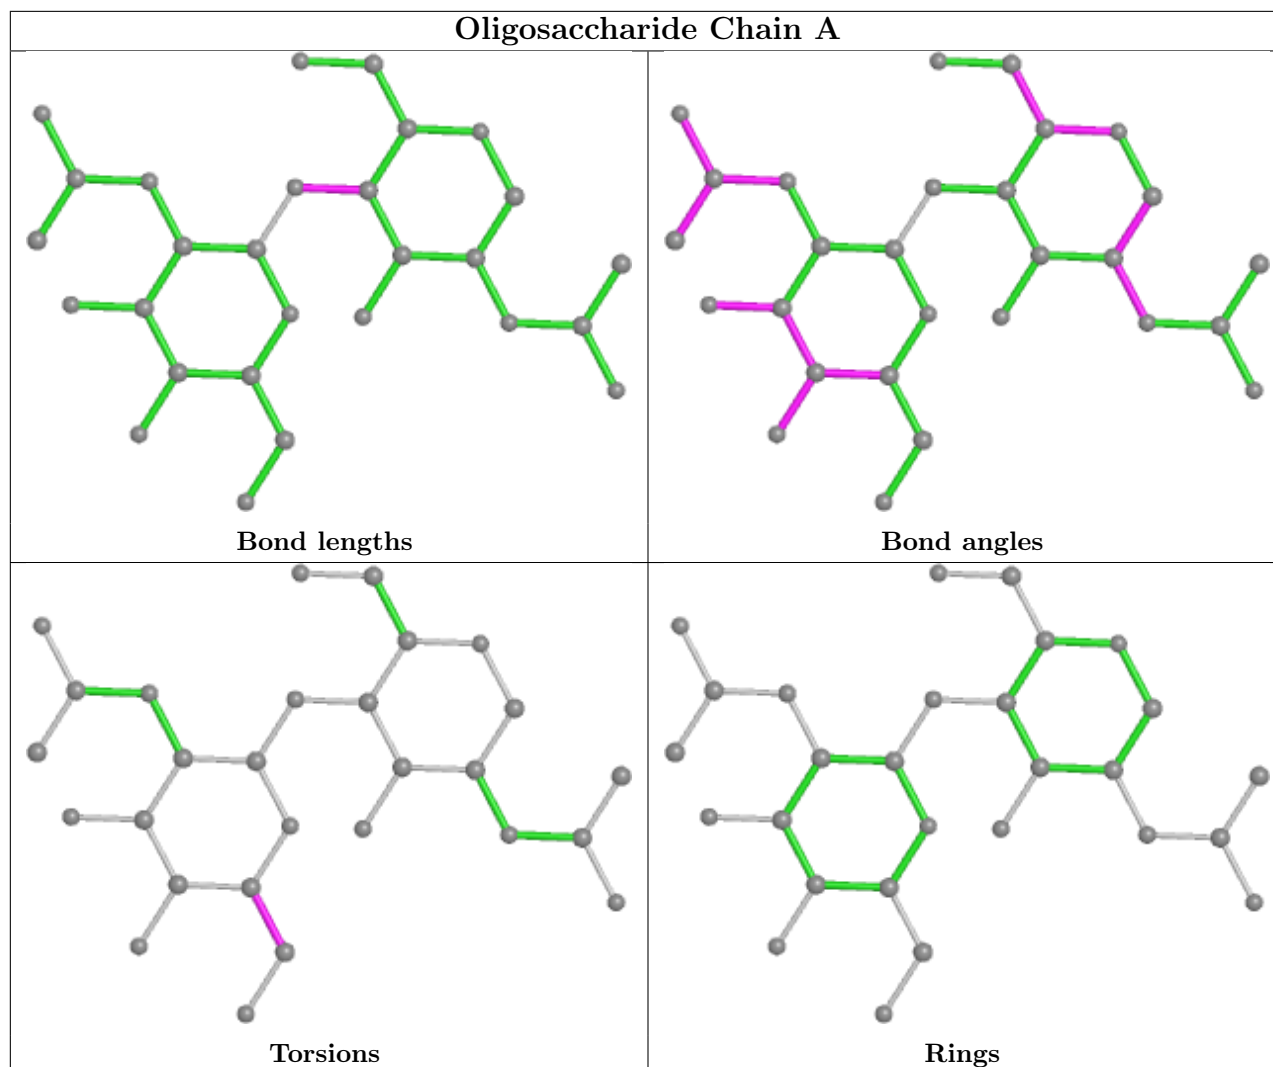 Oligosaccharide Chain A
Bond lengths
Bond angles
Torsions
Rings